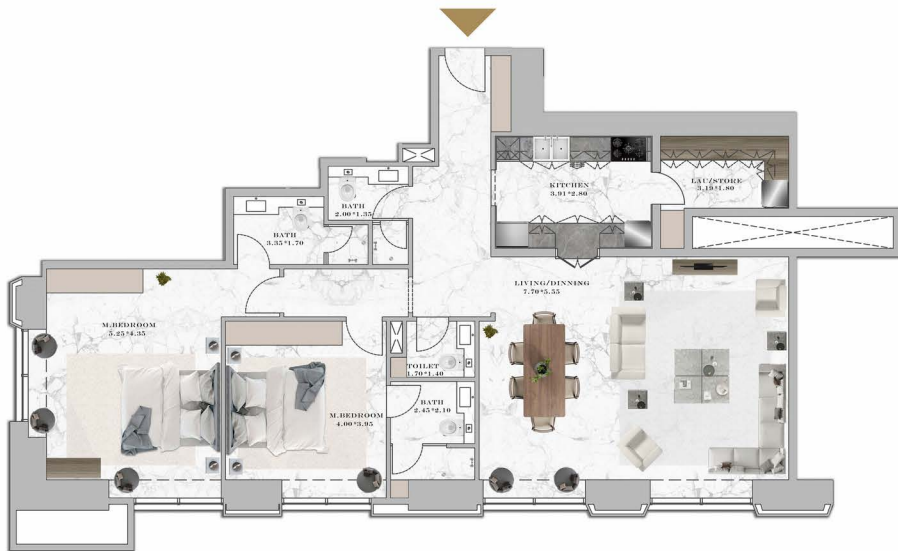 KITCHEN
3.91*2.80
LAU/STORE
3.19*1.80
BATH
2.00*1.35
BATH
3.35*1.70
LIVING/DINNING
7.70*5.55
M.BEDROOM
5.25*4.35
TOILET
1.70*1.40
BATH
2.45*2.10
M.BEDROOM
4.00*3.95